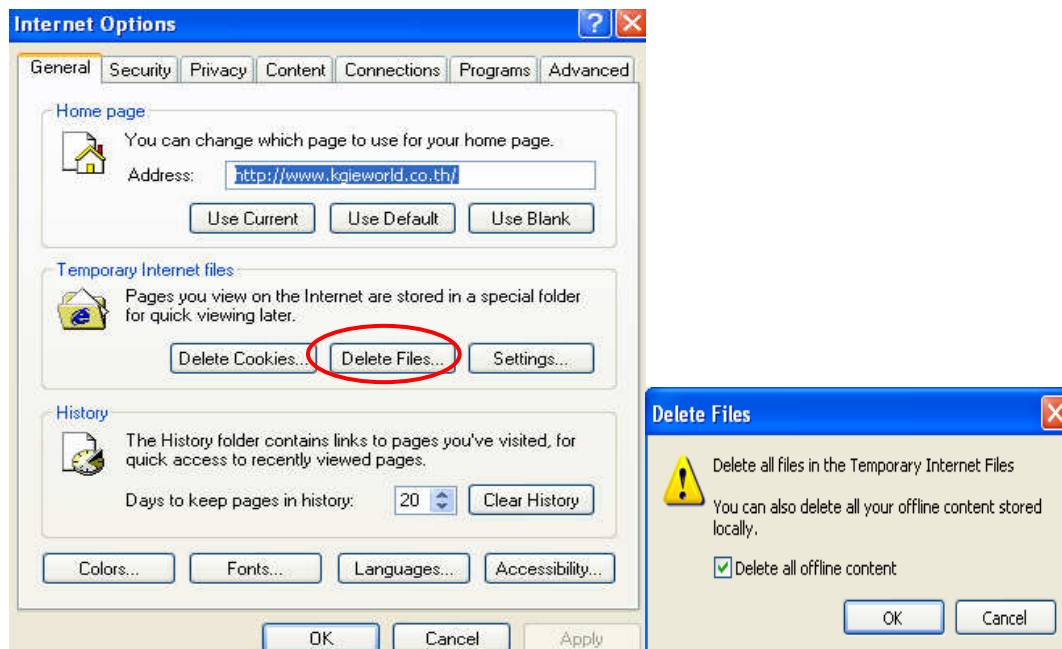 Internet Options
General Security Privacy Content Connections Programs Advanced
Home page
You can change which page to use for your home page.
Address: http://www.kgieworld.co.th/
Use Current Use Default Use Blank
Temporary Internet files
Pages you view on the Internet are stored in a special folder
for quick viewing later.
Delete Cookies... Delete Files... Settings...
History
The History folder contains links to pages you've visited, for
quick access to recently viewed pages.
Days to keep pages in history: 20 Clear History
Colors... Fonts... Languages... Accessibility...
OK Cancel Apply
Delete Files
Delete all files in the Temporary Internet Files
You can also delete all your offline content stored
locally.
Delete all offline content
OK Cancel